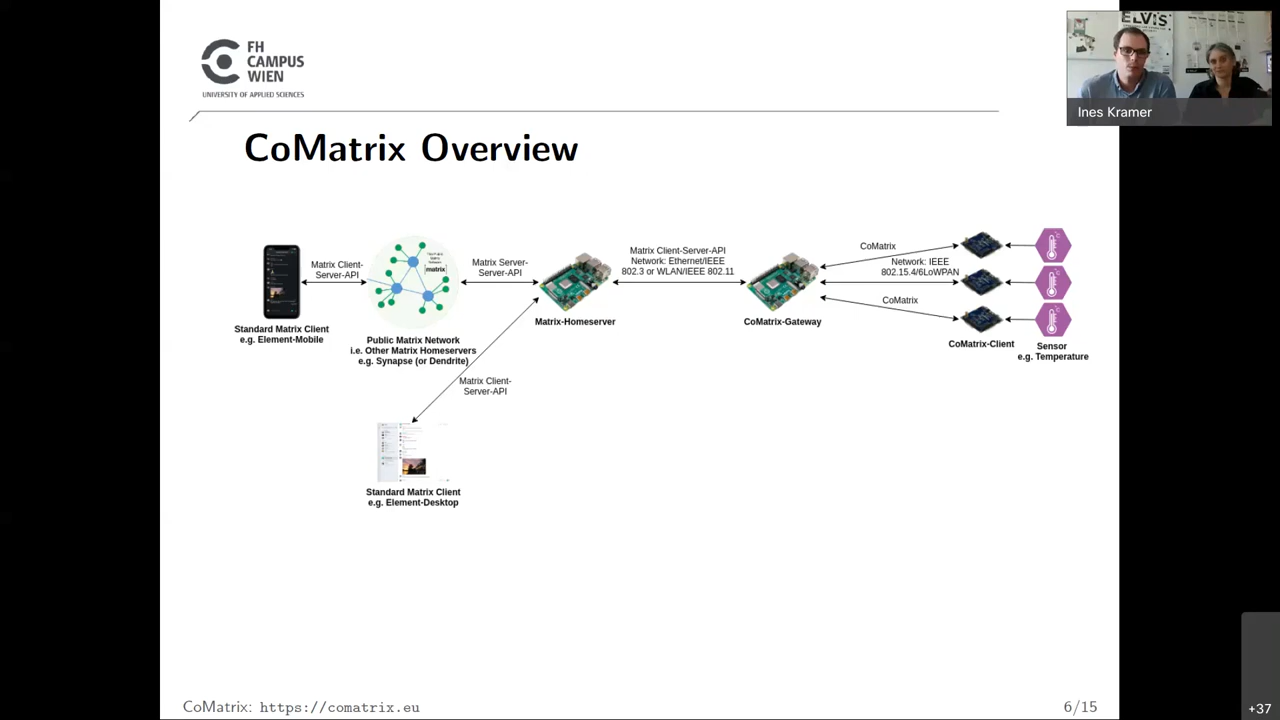 FH
CAMPUS
WIEN
UNIVERSITY OF APPLIED SCIENCES
ELVIS
Ines Kramer
CoMatrix Overview
Matrix Client-
Server-API
[matrix]
Matrix Server-
Server-API
Matrix Client-Server-API
Network: Ethernet/IEEE
802.3 or WLAN/IEEE 802.11
CoMatrix
Network: IEEE
802.15.4/6LoWPAN
CoMatrix
°C
°C
°C
Standard Matrix Client
e.g. Element-Mobile
Public Matrix Network
i.e. Other Matrix Homeservers
e.g. Synapse (or Dendrite)
Matrix-Homeserver
CoMatrix-Gateway
CoMatrix-Client
Sensor
e.g. Temperature
Matrix Client-
Server-API
Standard Matrix Client
e.g. Element-Desktop
CoMatrix: https://comatrix.eu
6/15
+37